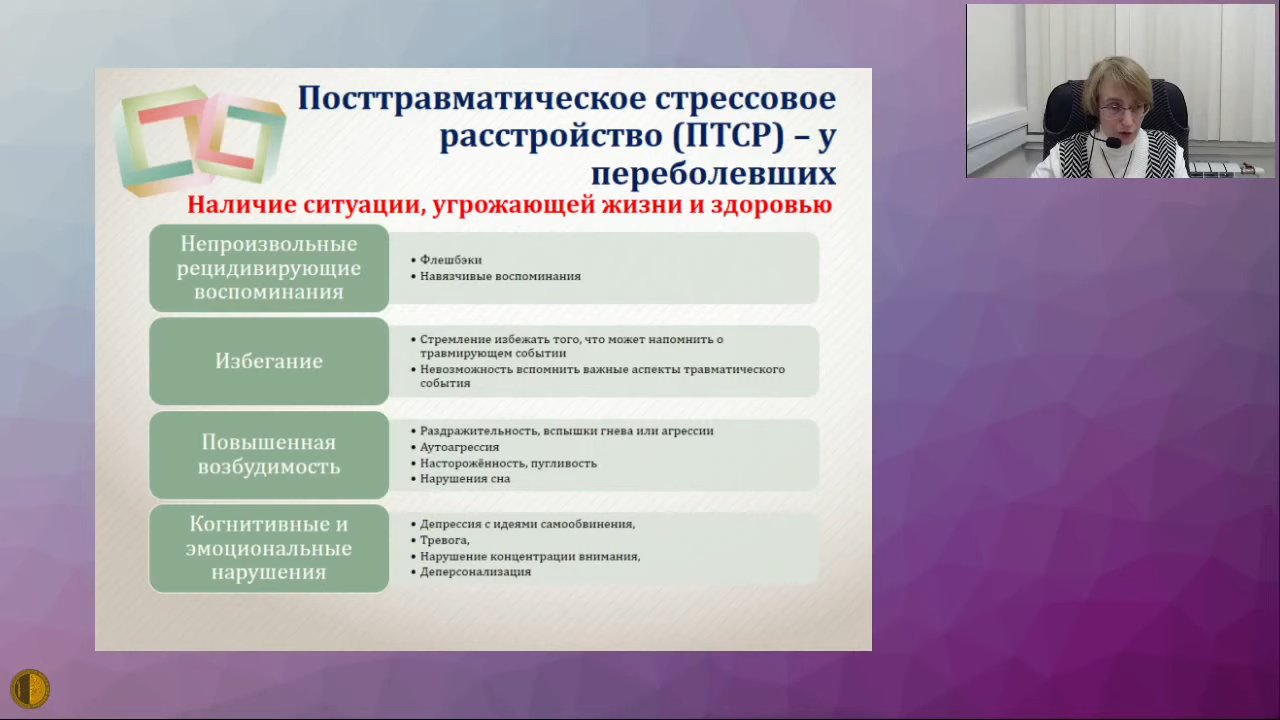 Посттравматическое стрессовое
расстройство (ПТСР) – у
переболевших
Наличие ситуации, угрожающей жизни и здоровью
Непроизвольные
рецидивирующие
воспоминания
• Флешбэки
• Навязчивые воспоминания
Избегание
• Стремление избежать того, что может напомнить о
травмирующем событии
• Невозможность вспомнить важные аспекты травматического
события
Повышенная
возбудимость
• Раздражительность, вспышки гнева или агрессии
• Аутоагрессия
• Насторожённость, пугливость
• Нарушения сна
Когнитивные и
эмоциональные
нарушения
• Депрессия с идеями самообвинения,
• Тревога,
• Нарушение концентрации внимания,
• Деперсонализация